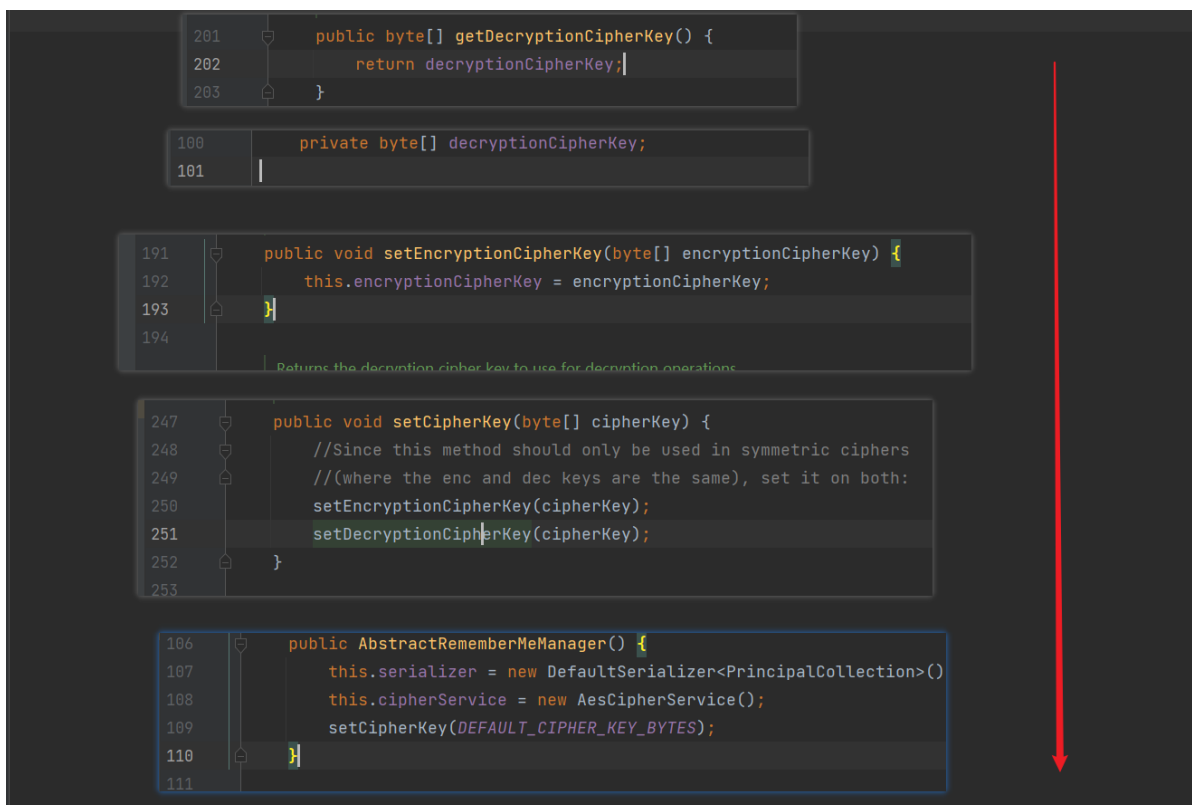 201 public byte[] getDecryptionCipherKey() {
202 return decryptionCipherKey;
203 }
100 private byte[] decryptionCipherKey;
101
191 public void setEncryptionCipherKey(byte[] encryptionCipherKey) {
192 this.encryptionCipherKey = encryptionCipherKey;
193 }
194
Returns the decryption cipher key to use for decryption operations
247 public void setCipherKey(byte[] cipherKey) {
248 //Since this method should only be used in symmetric ciphers
249 //(where the enc and dec keys are the same), set it on both:
250 setEncryptionCipherKey(cipherKey);
251 setDecryptionCipherKey(cipherKey);
252 }
253
106 public AbstractRememberMeManager() {
107 this.serializer = new DefaultSerializer<PrincipalCollection>()
108 this.cipherService = new AesCipherService();
109 setCipherKey(DEFAULT_CIPHER_KEY_BYTES);
110 }
111